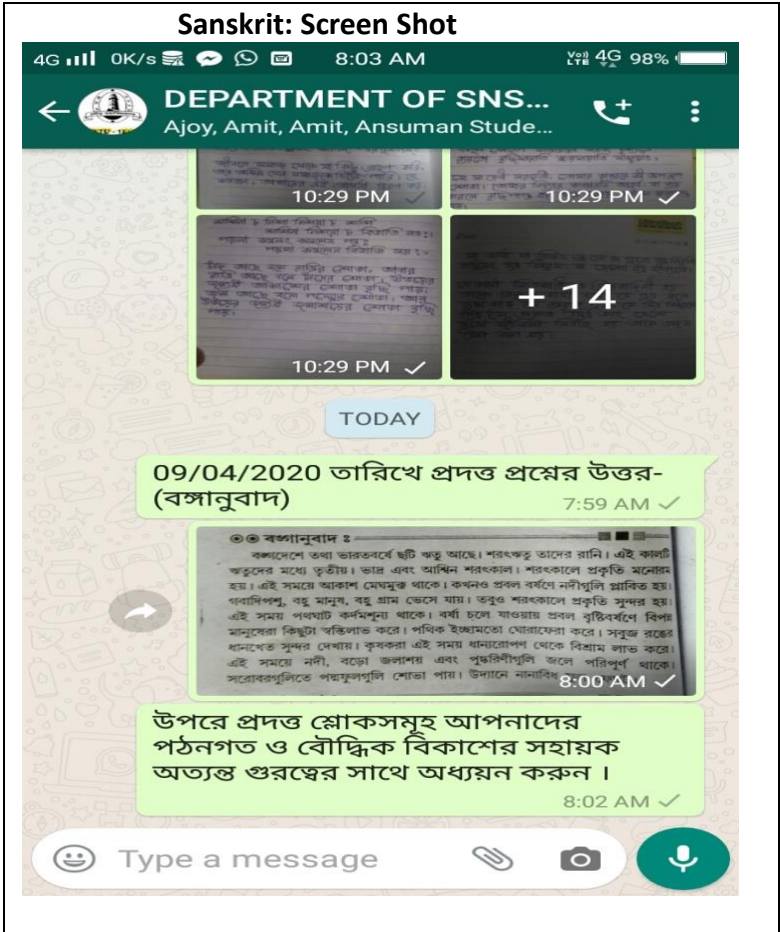 Sanskrit: Screen Shot
4G 0K/s 8:03 AM VoLTE 4G 98%
DEPARTMENT OF SNS...
Ajoy, Amit, Amit, Ansuman Stude...
10:29 PM 10:29 PM
+ 14
10:29 PM
TODAY
09/04/2020 তারিখে প্রদত্ত প্রশ্নের উত্তর-
(বঙ্গানুবাদ)
7:59 AM
বঙ্গানুবাদ ঃ
বঙ্গদেশে তথা ভারতবর্ষে ছটি ঋতু আছে। শরৎঋতু তাদের রানি। এই কালটি
ঋতুদের মধ্যে তৃতীয়। ভাদ্র এবং আশ্বিন শরৎকাল। শরৎকালে প্রকৃতি মনোরম
হয়। এই সময়ে আকাশ মেঘমুক্ত থাকে। কখনও প্রবল বর্ষণে নদীগুলি প্লাবিত হয়।
গবাদিপশু, বহু মানুষ, বহু গ্রাম ভেসে যায়। তবুও শরৎকালে প্রকৃতি সুন্দর হয়।
এই সময় পথঘাট কর্দমশূন্য থাকে। বর্ষা চলে যাওয়ায় প্রবল বৃষ্টিবর্ষণে বিপন্ন
মানুষেরা কিছুটা স্বস্তিলাভ করে। পথিক ইচ্ছামতো ঘোরাফেরা করে। সবুজ রঙের
ধানখেত সুন্দর দেখায়। কৃষকরা এই সময় ধান্যরোপণ থেকে বিশ্রাম লাভ করে।
এই সময়ে নদী, বড়ো জলাশয় এবং পুষ্করিণীগুলি জলে পরিপূর্ণ থাকে।
সরোবরগুলিতে পদ্মফুলগুলি শোভা পায়। উদ্যানে নানাবিধ
8:00 AM
উপরে প্রদত্ত শ্লোকসমূহ আপনাদের
পঠনগত ও বৌদ্ধিক বিকাশের সহায়ক
অত্যন্ত গুরত্বের সাথে অধ্যয়ন করুন ।
8:02 AM
Type a message